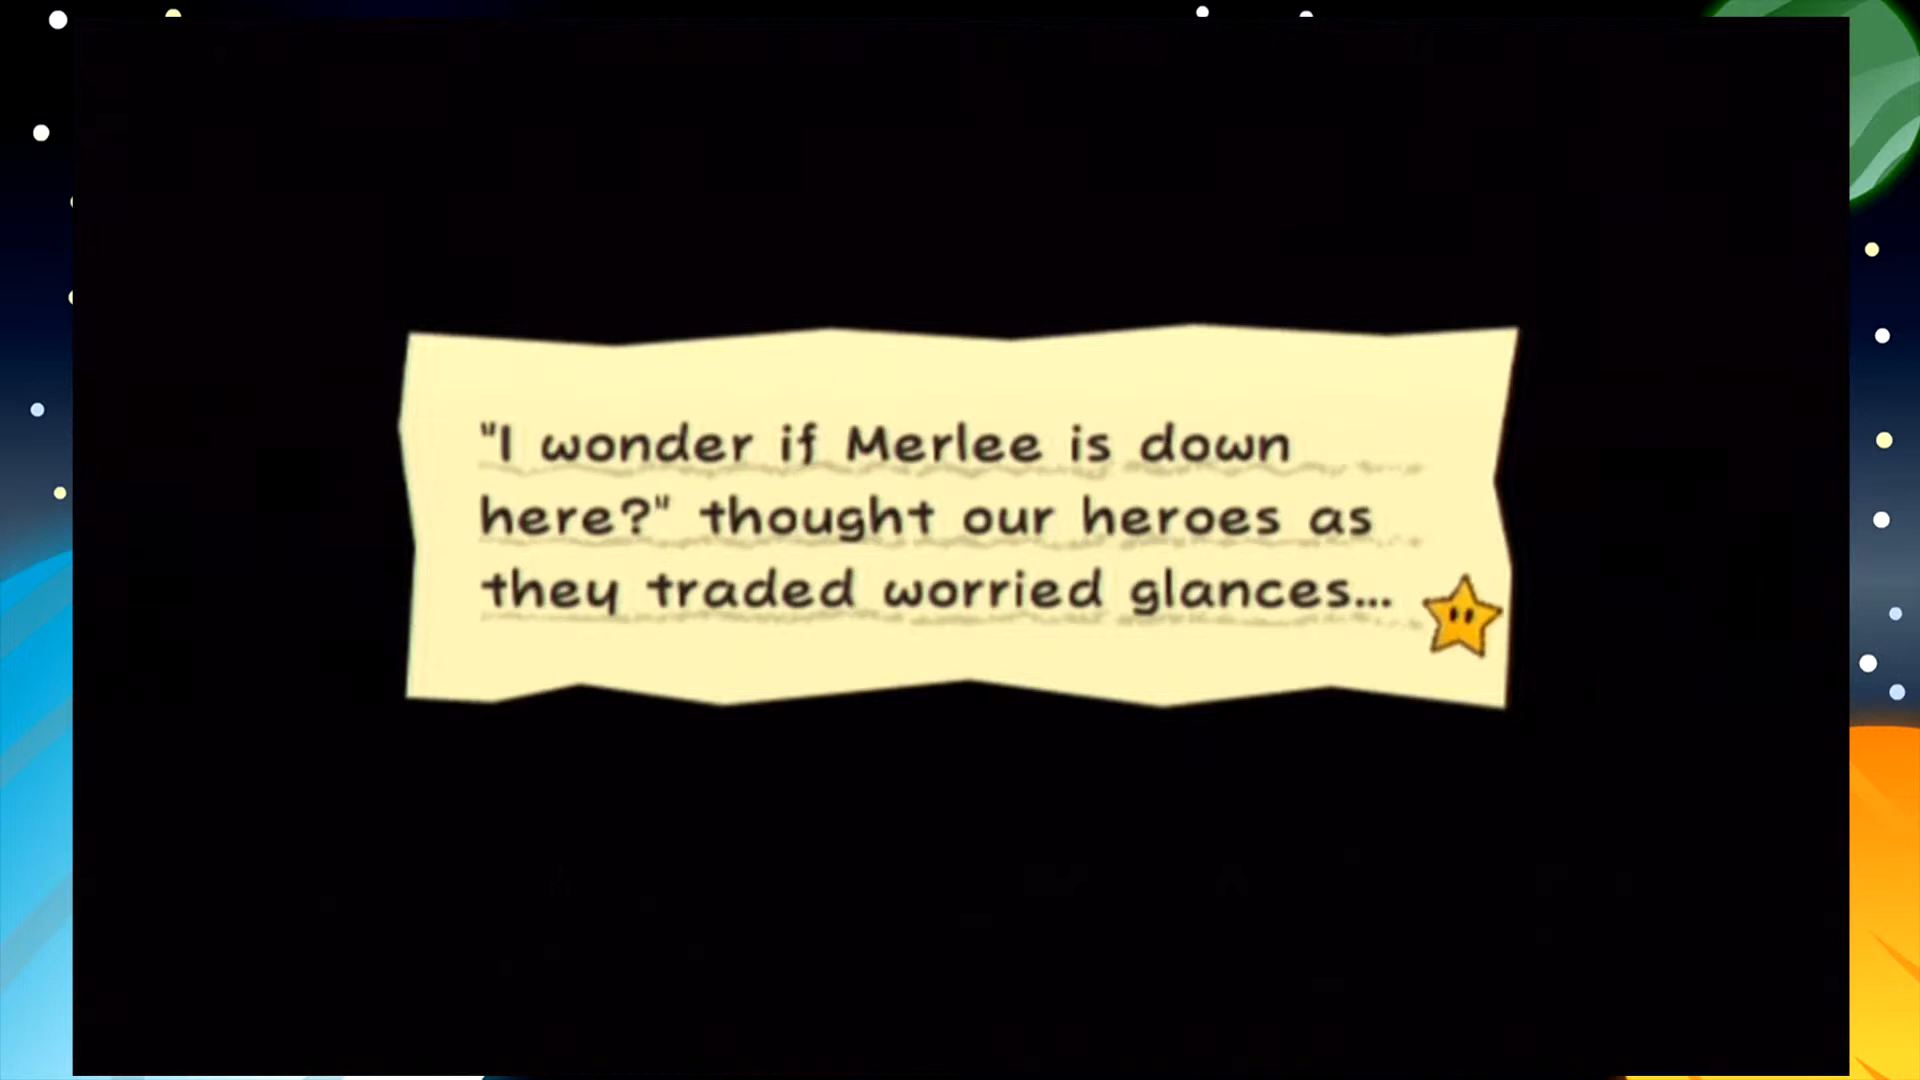 "I wonder if Merlee is down
here?" thought our heroes as
they traded worried glances...